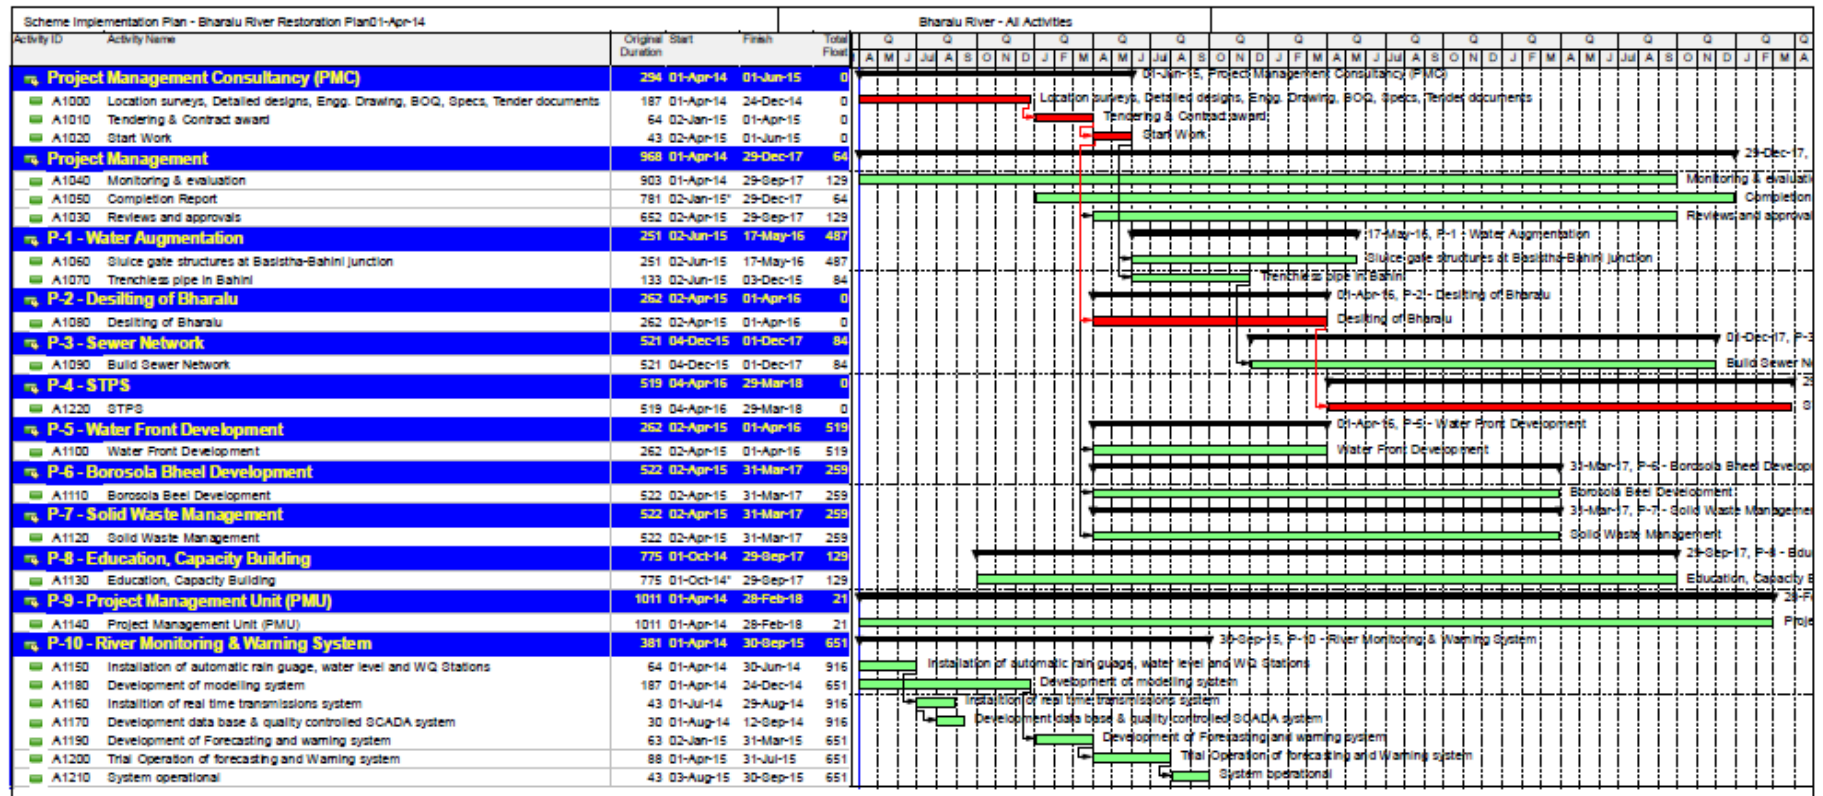 Scheme Implementation Plan - Bharalu River Restoration Plan01-Apr-14 Bharalu River - All Activities
Activity ID Activity Name Original Duration Start Finish Total Float
Q Q Q Q Q Q Q Q Q Q Q Q Q Q Q Q Q
A M J Jul A S O N D J F M A M J Jul A S O N D J F M A M J Jul A S O N D J F M A M J Jul A S O N D J F M A
Project Management Consultancy (PMC) 294 01-Apr-14 01-Jun-15 0 01-Jun-15, Project Management Consultancy (PMC)
A1000 Location surveys, Detailed designs, Engg. Drawing, BOQ, Specs, Tender documents 187 01-Apr-14 24-Dec-14 0 Location surveys, Detailed designs, Engg. Drawing, BOQ, Specs, Tender documents
A1010 Tendering & Contract award 64 02-Jan-15 01-Apr-15 0 Tendering & Contract award
A1020 Start Work 43 02-Apr-15 01-Jun-15 0 Start Work
Project Management 968 01-Apr-14 29-Dec-17 64 29-Dec-17,
A1040 Monitoring & evaluation 903 01-Apr-14 29-Sep-17 129 Monitoring & evaluati
A1050 Completion Report 781 02-Jan-15* 29-Dec-17 64 Completion
A1030 Reviews and approvals 652 02-Apr-15 29-Sep-17 129 Reviews and approval
P-1 - Water Augmentation 251 02-Jun-15 17-May-16 487 17-May-16, P-1 - Water Augmentation
A1060 Sluice gate structures at Basistha-Bahini junction 251 02-Jun-15 17-May-16 487 Sluice gate structures at Basistha-Bahini junction
A1070 Trenchless pipe in Bahini 133 02-Jun-15 03-Dec-15 84 Trenchless pipe in Bahini
P-2 - Desilting of Bharalu 262 02-Apr-15 01-Apr-16 0 01-Apr-16, P-2 - Desilting of Bharalu
A1080 Desilting of Bharalu 262 02-Apr-15 01-Apr-16 0 Desilting of Bharalu
P-3 - Sewer Network 521 04-Dec-15 01-Dec-17 84 01-Dec-17, P-3
A1090 Build Sewer Network 521 04-Dec-15 01-Dec-17 84 Build Sewer Ne
P-4 - STPS 519 04-Apr-16 29-Mar-18 0 29
A1220 STPS 519 04-Apr-16 29-Mar-18 0 S
P-5 - Water Front Development 262 02-Apr-15 01-Apr-16 519 01-Apr-16, P-5 - Water Front Development
A1100 Water Front Development 262 02-Apr-15 01-Apr-16 519 Water Front Development
P-6 - Borosola Bheel Development 522 02-Apr-15 31-Mar-17 259 31-Mar-17, P-6 - Borosola Bheel Develop
A1110 Borosola Beel Development 522 02-Apr-15 31-Mar-17 259 Borosola Beel Development
P-7 - Solid Waste Management 522 02-Apr-15 31-Mar-17 259 31-Mar-17, P-7 - Solid Waste Managemen
A1120 Solid Waste Management 522 02-Apr-15 31-Mar-17 259 Solid Waste Management
P-8 - Education, Capacity Building 775 01-Oct-14 29-Sep-17 129 29-Sep-17, P-8 - Edu
A1130 Education, Capacity Building 775 01-Oct-14* 29-Sep-17 129 Education, Capacity B
P-9 - Project Management Unit (PMU) 1011 01-Apr-14 28-Feb-18 21 28-F
A1140 Project Management Unit (PMU) 1011 01-Apr-14 28-Feb-18 21 Proje
P-10 - River Monitoring & Warning System 381 01-Apr-14 30-Sep-15 651 30-Sep-15, P-10 - River Monitoring & Warning System
A1150 Installation of automatic rain guage, water level and WQ Stations 64 01-Apr-14 30-Jun-14 916 Installation of automatic rain guage, water level and WQ Stations
A1180 Development of modelling system 187 01-Apr-14 24-Dec-14 651 Development of modelling system
A1160 Instalition of real time transmissions system 43 01-Jul-14 29-Aug-14 916 Instalition of real time transmissions system
A1170 Development data base & quality controlled SCADA system 30 01-Aug-14 12-Sep-14 916 Development data base & quality controlled SCADA system
A1190 Development of Forecasting and warning system 63 02-Jan-15 31-Mar-15 651 Development of Forecasting and warning system
A1200 Trial Operation of forecasting and Warning system 88 01-Apr-15 31-Jul-15 651 Trial Operation of forecasting and Warning system
A1210 System operational 43 03-Aug-15 30-Sep-15 651 System operational